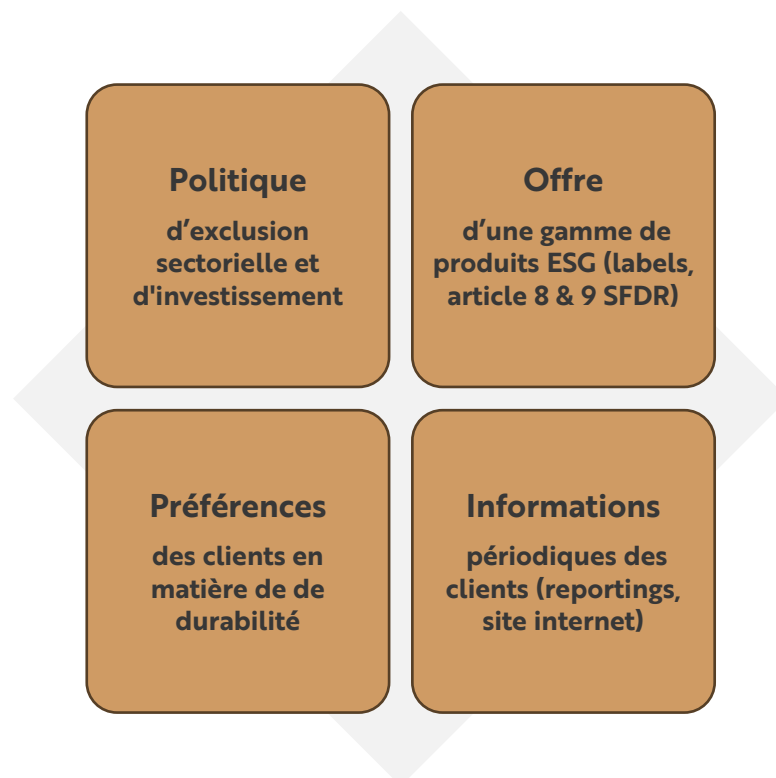 Politique
d’exclusion
sectorielle et
d'investissement
Offre
d’une gamme de
produits ESG (labels,
article 8 & 9 SFDR)
Préférences
des clients en
matière de de
durabilité
Informations
périodiques des
clients (reportings,
site internet)